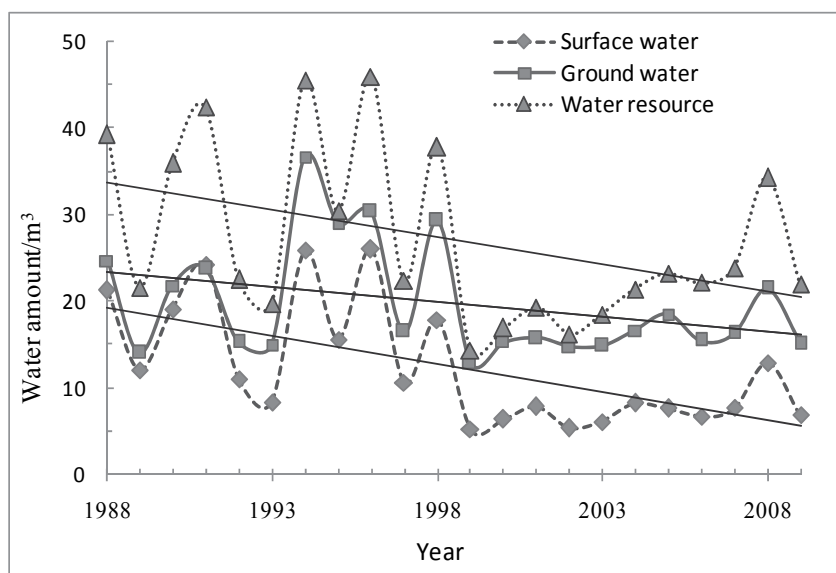 50
40
30
20
10
0
Water amount/m³
Surface water
Ground water
Water resource
1988 1993 1998 2003 2008
Year